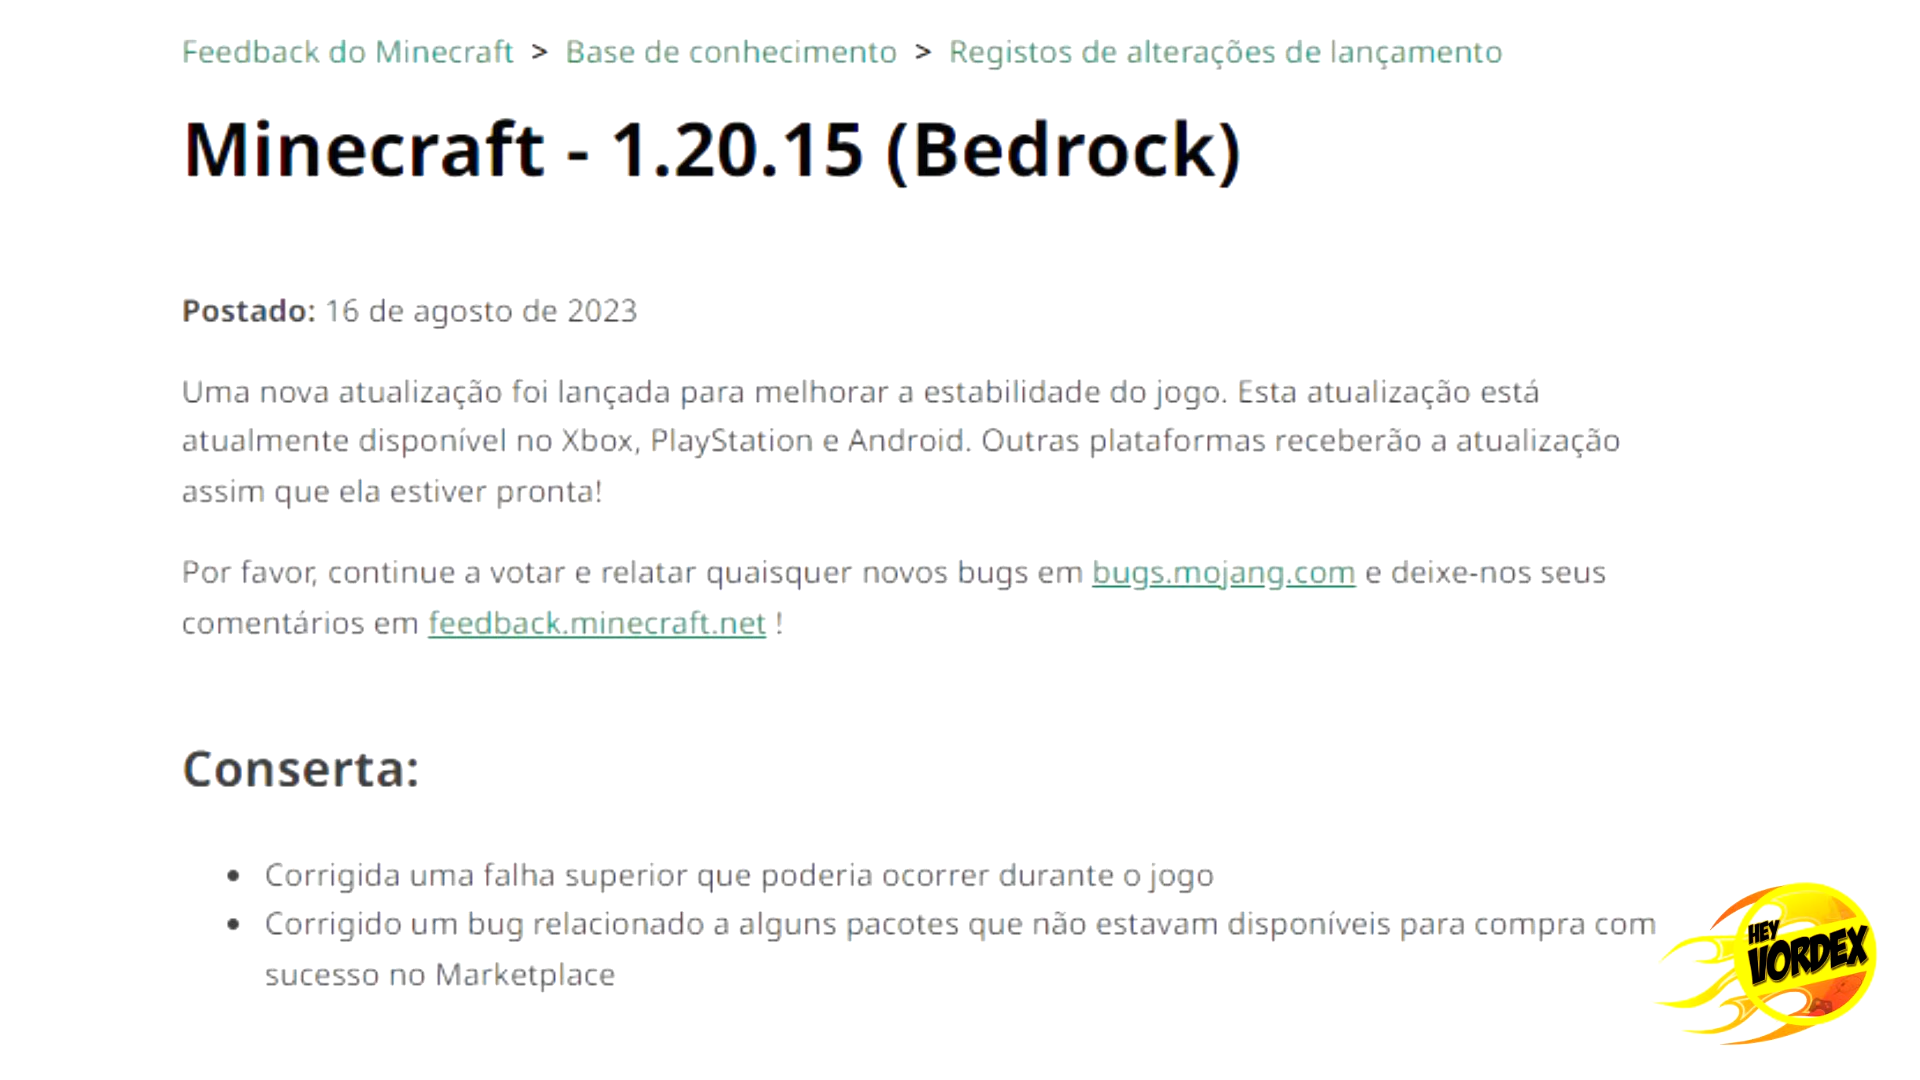 Feedback do Minecraft > Base de conhecimento > Registos de alterações de lançamento
Minecraft - 1.20.15 (Bedrock)
Postado: 16 de agosto de 2023
Uma nova atualização foi lançada para melhorar a estabilidade do jogo. Esta atualização está
atualmente disponível no Xbox, PlayStation e Android. Outras plataformas receberão a atualização
assim que ela estiver pronta!
Por favor, continue a votar e relatar quaisquer novos bugs em bugs.mojang.com e deixe-nos seus
comentários em feedback.minecraft.net !
Conserta:
• Corrigida uma falha superior que poderia ocorrer durante o jogo
• Corrigido um bug relacionado a alguns pacotes que não estavam disponíveis para compra com
sucesso no Marketplace
HEY
VORDEX